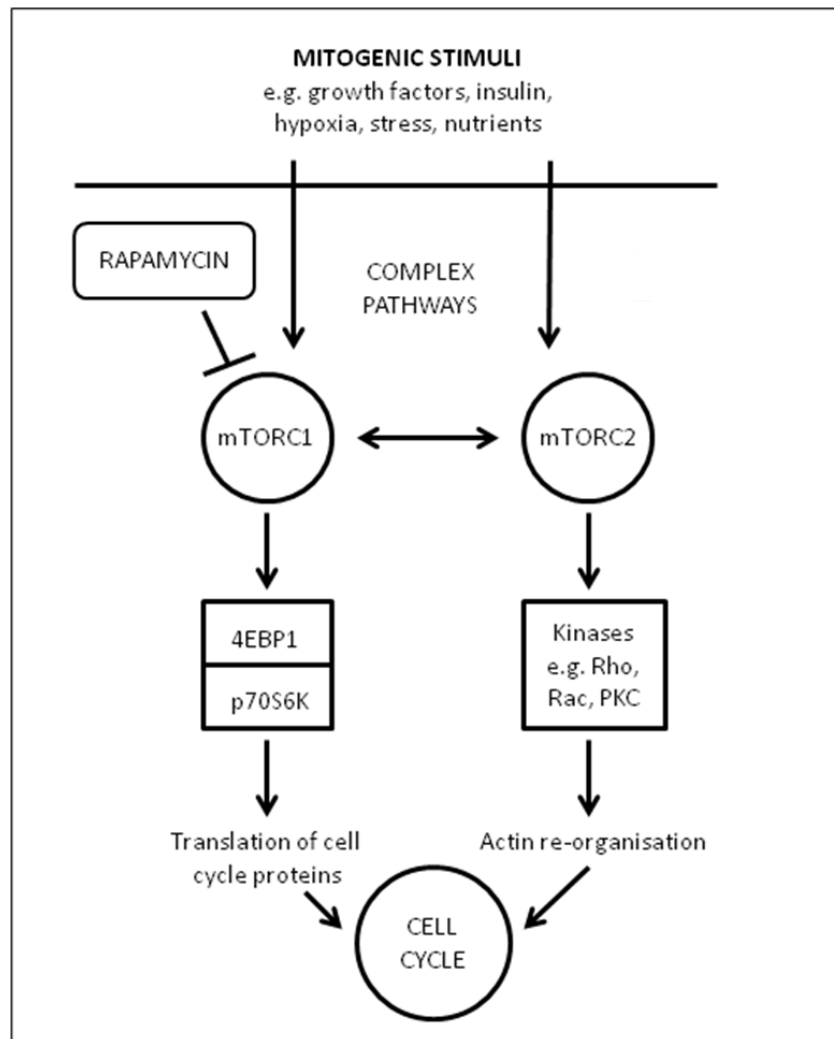 MITOGENIC STIMULI
e.g. growth factors, insulin,
hypoxia, stress, nutrients
RAPAMYCIN
COMPLEX
PATHWAYS
mTORC1
mTORC2
4EBP1
p70S6K
Kinases
e.g. Rho,
Rac, PKC
Translation of cell
cycle proteins
Actin re-organisation
CELL
CYCLE